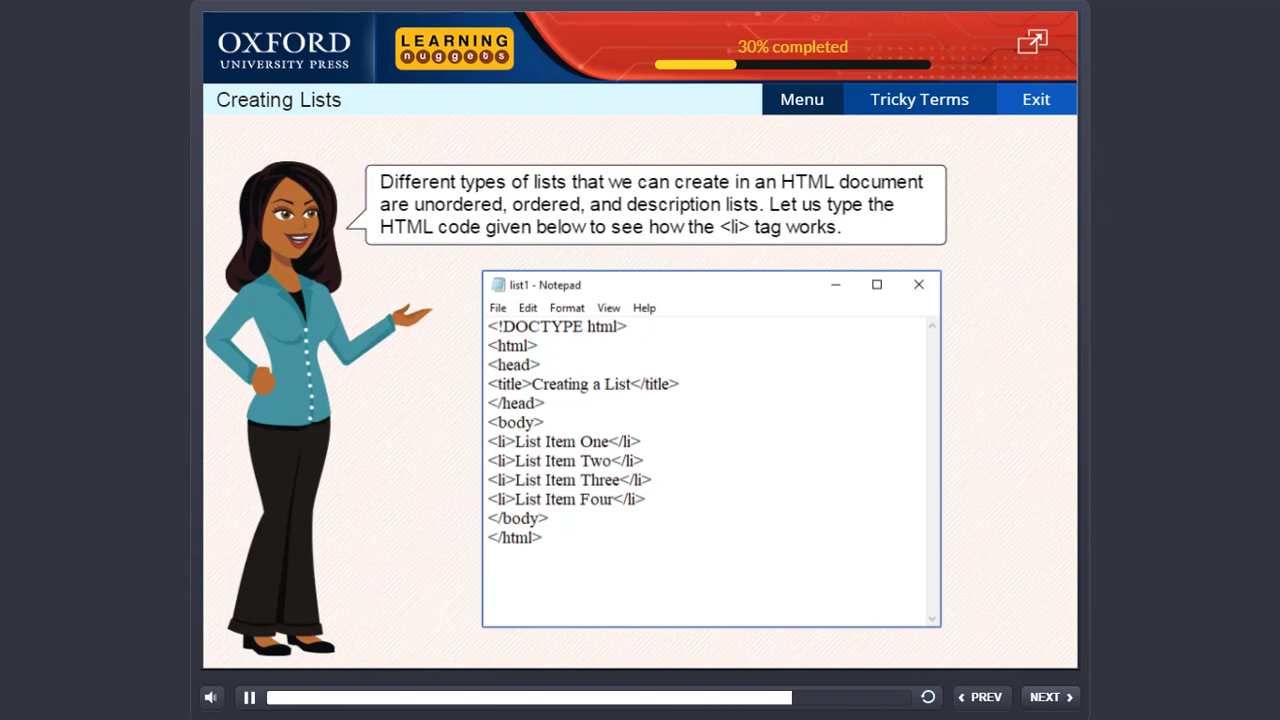 OXFORD
UNIVERSITY PRESS
LEARNING
nuggets
30% completed
Creating Lists
Menu
Tricky Terms
Exit
Different types of lists that we can create in an HTML document
are unordered, ordered, and description lists. Let us type the
HTML code given below to see how the <li> tag works.
list1 - Notepad
File Edit Format View Help
<!DOCTYPE html>
<html>
<head>
<title>Creating a List</title>
</head>
<body>
<li>List Item One</li>
<li>List Item Two</li>
<li>List Item Three</li>
<li>List Item Four</li>
</body>
</html>
PREV
NEXT